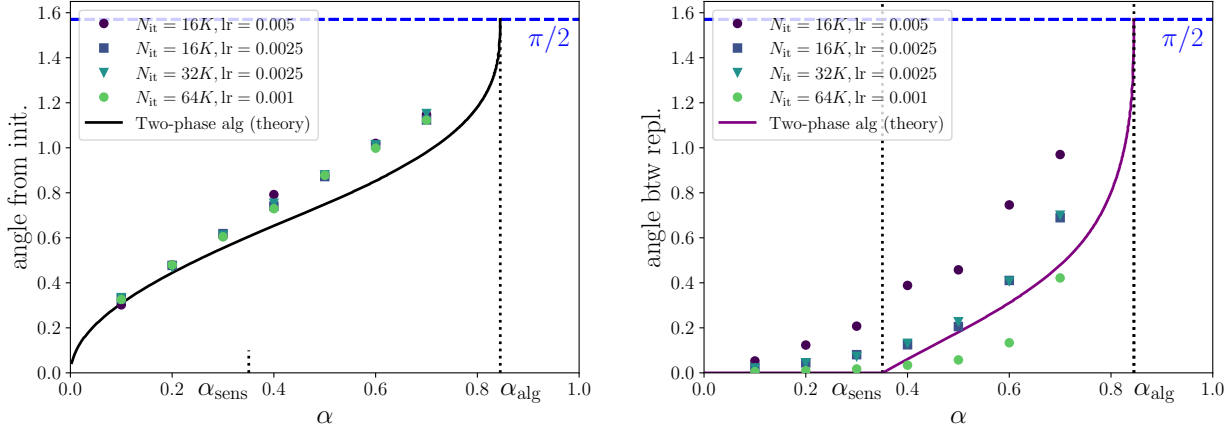 1.6
1.4
1.2
1.0
0.8
0.6
0.4
0.2
0.0
angle from init.
N_it = 16K, lr = 0.005
N_it = 16K, lr = 0.0025
N_it = 32K, lr = 0.0025
N_it = 64K, lr = 0.001
Two-phase alg (theory)
π/2
0.0 0.2 α_sens 0.4 0.6 0.8 α_alg 1.0
α
1.6
1.4
1.2
1.0
0.8
0.6
0.4
0.2
0.0
angle btw repl.
N_it = 16K, lr = 0.005
N_it = 16K, lr = 0.0025
N_it = 32K, lr = 0.0025
N_it = 64K, lr = 0.001
Two-phase alg (theory)
π/2
0.0 0.2 α_sens 0.4 0.6 0.8 α_alg 1.0
α